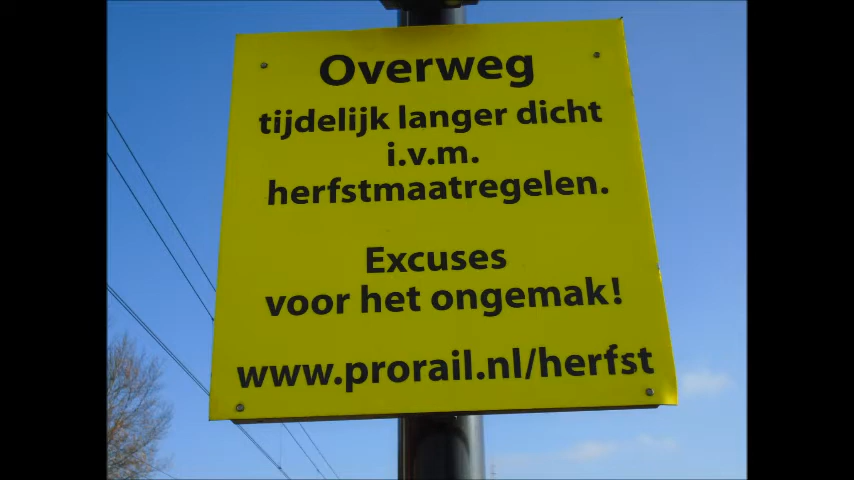 Overweg
tijdelijk langer dicht
i.v.m.
herfstmaatregelen.
Excuses
voor het ongemak!
www.prorail.nl/herfst